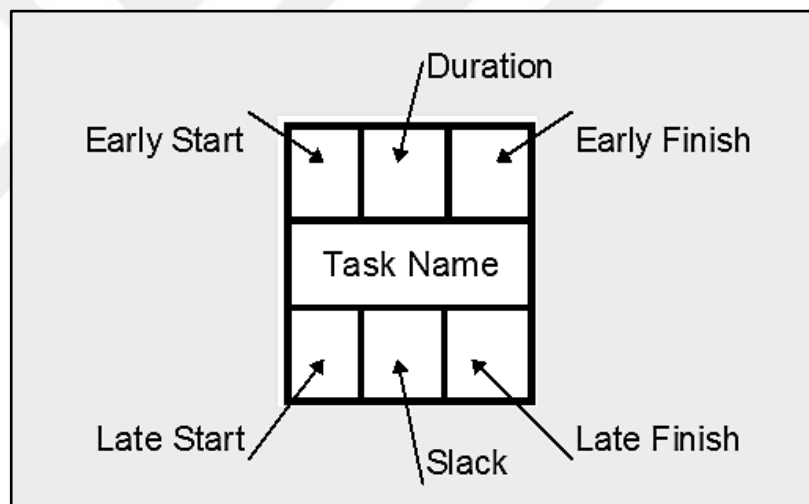 Duration
Early Start
Early Finish
Task Name
Late Start
Slack
Late Finish